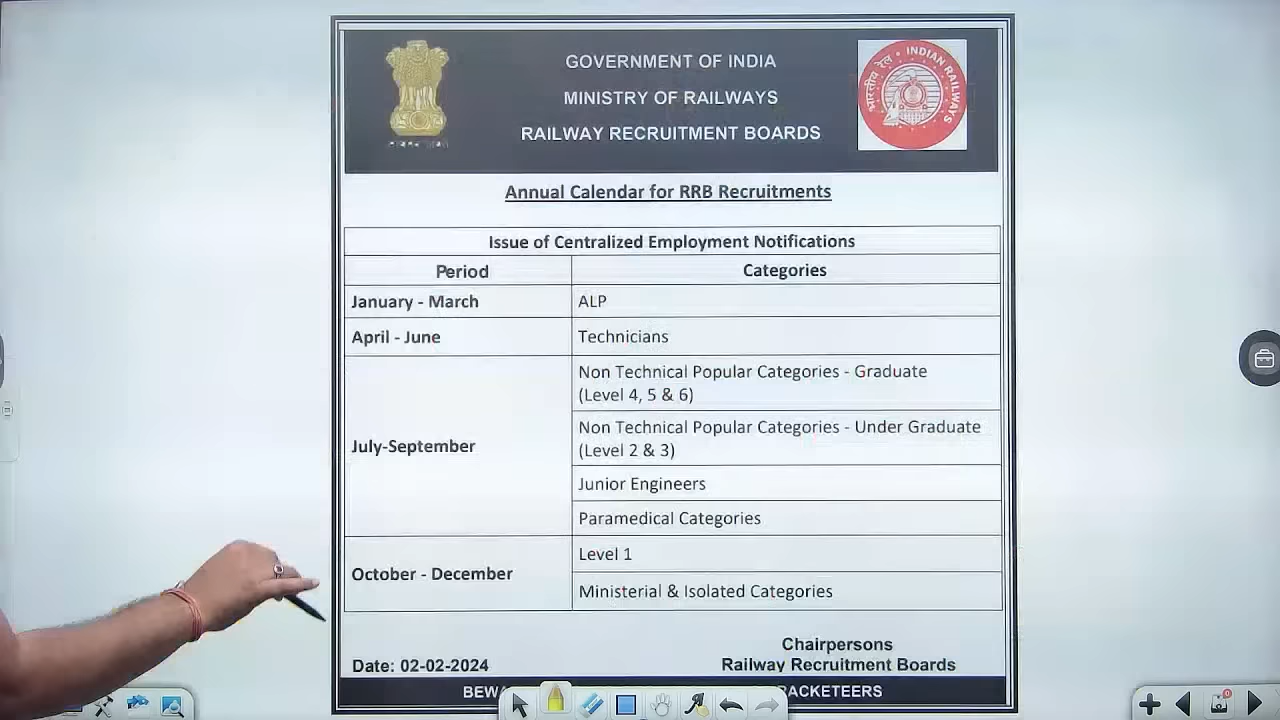 GOVERNMENT OF INDIA
MINISTRY OF RAILWAYS
RAILWAY RECRUITMENT BOARDS
भारतीय रेल • INDIAN RAILWAYS
Annual Calendar for RRB Recruitments
Issue of Centralized Employment Notifications
Period Categories
January - March ALP
April - June Technicians
July-September
Non Technical Popular Categories - Graduate
(Level 4, 5 & 6)
Non Technical Popular Categories - Under Graduate
(Level 2 & 3)
Junior Engineers
Paramedical Categories
October - December
Level 1
Ministerial & Isolated Categories
Chairpersons
Date: 02-02-2024 Railway Recruitment Boards